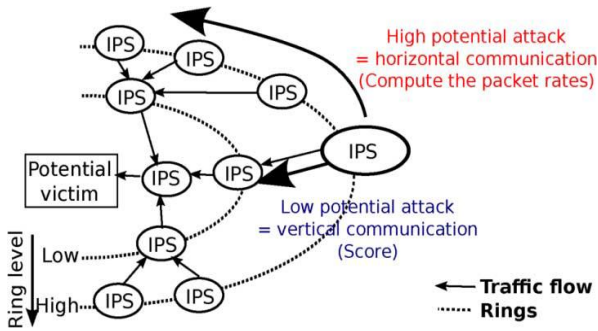 IPS
IPS
IPS
IPS
High potential attack
= horizontal communication
(Compute the packet rates)
IPS
Potential
victim
IPS
IPS
Low potential attack
= vertical communication
(Score)
IPS
Ring level
Low
High
IPS
IPS
Traffic flow
Rings